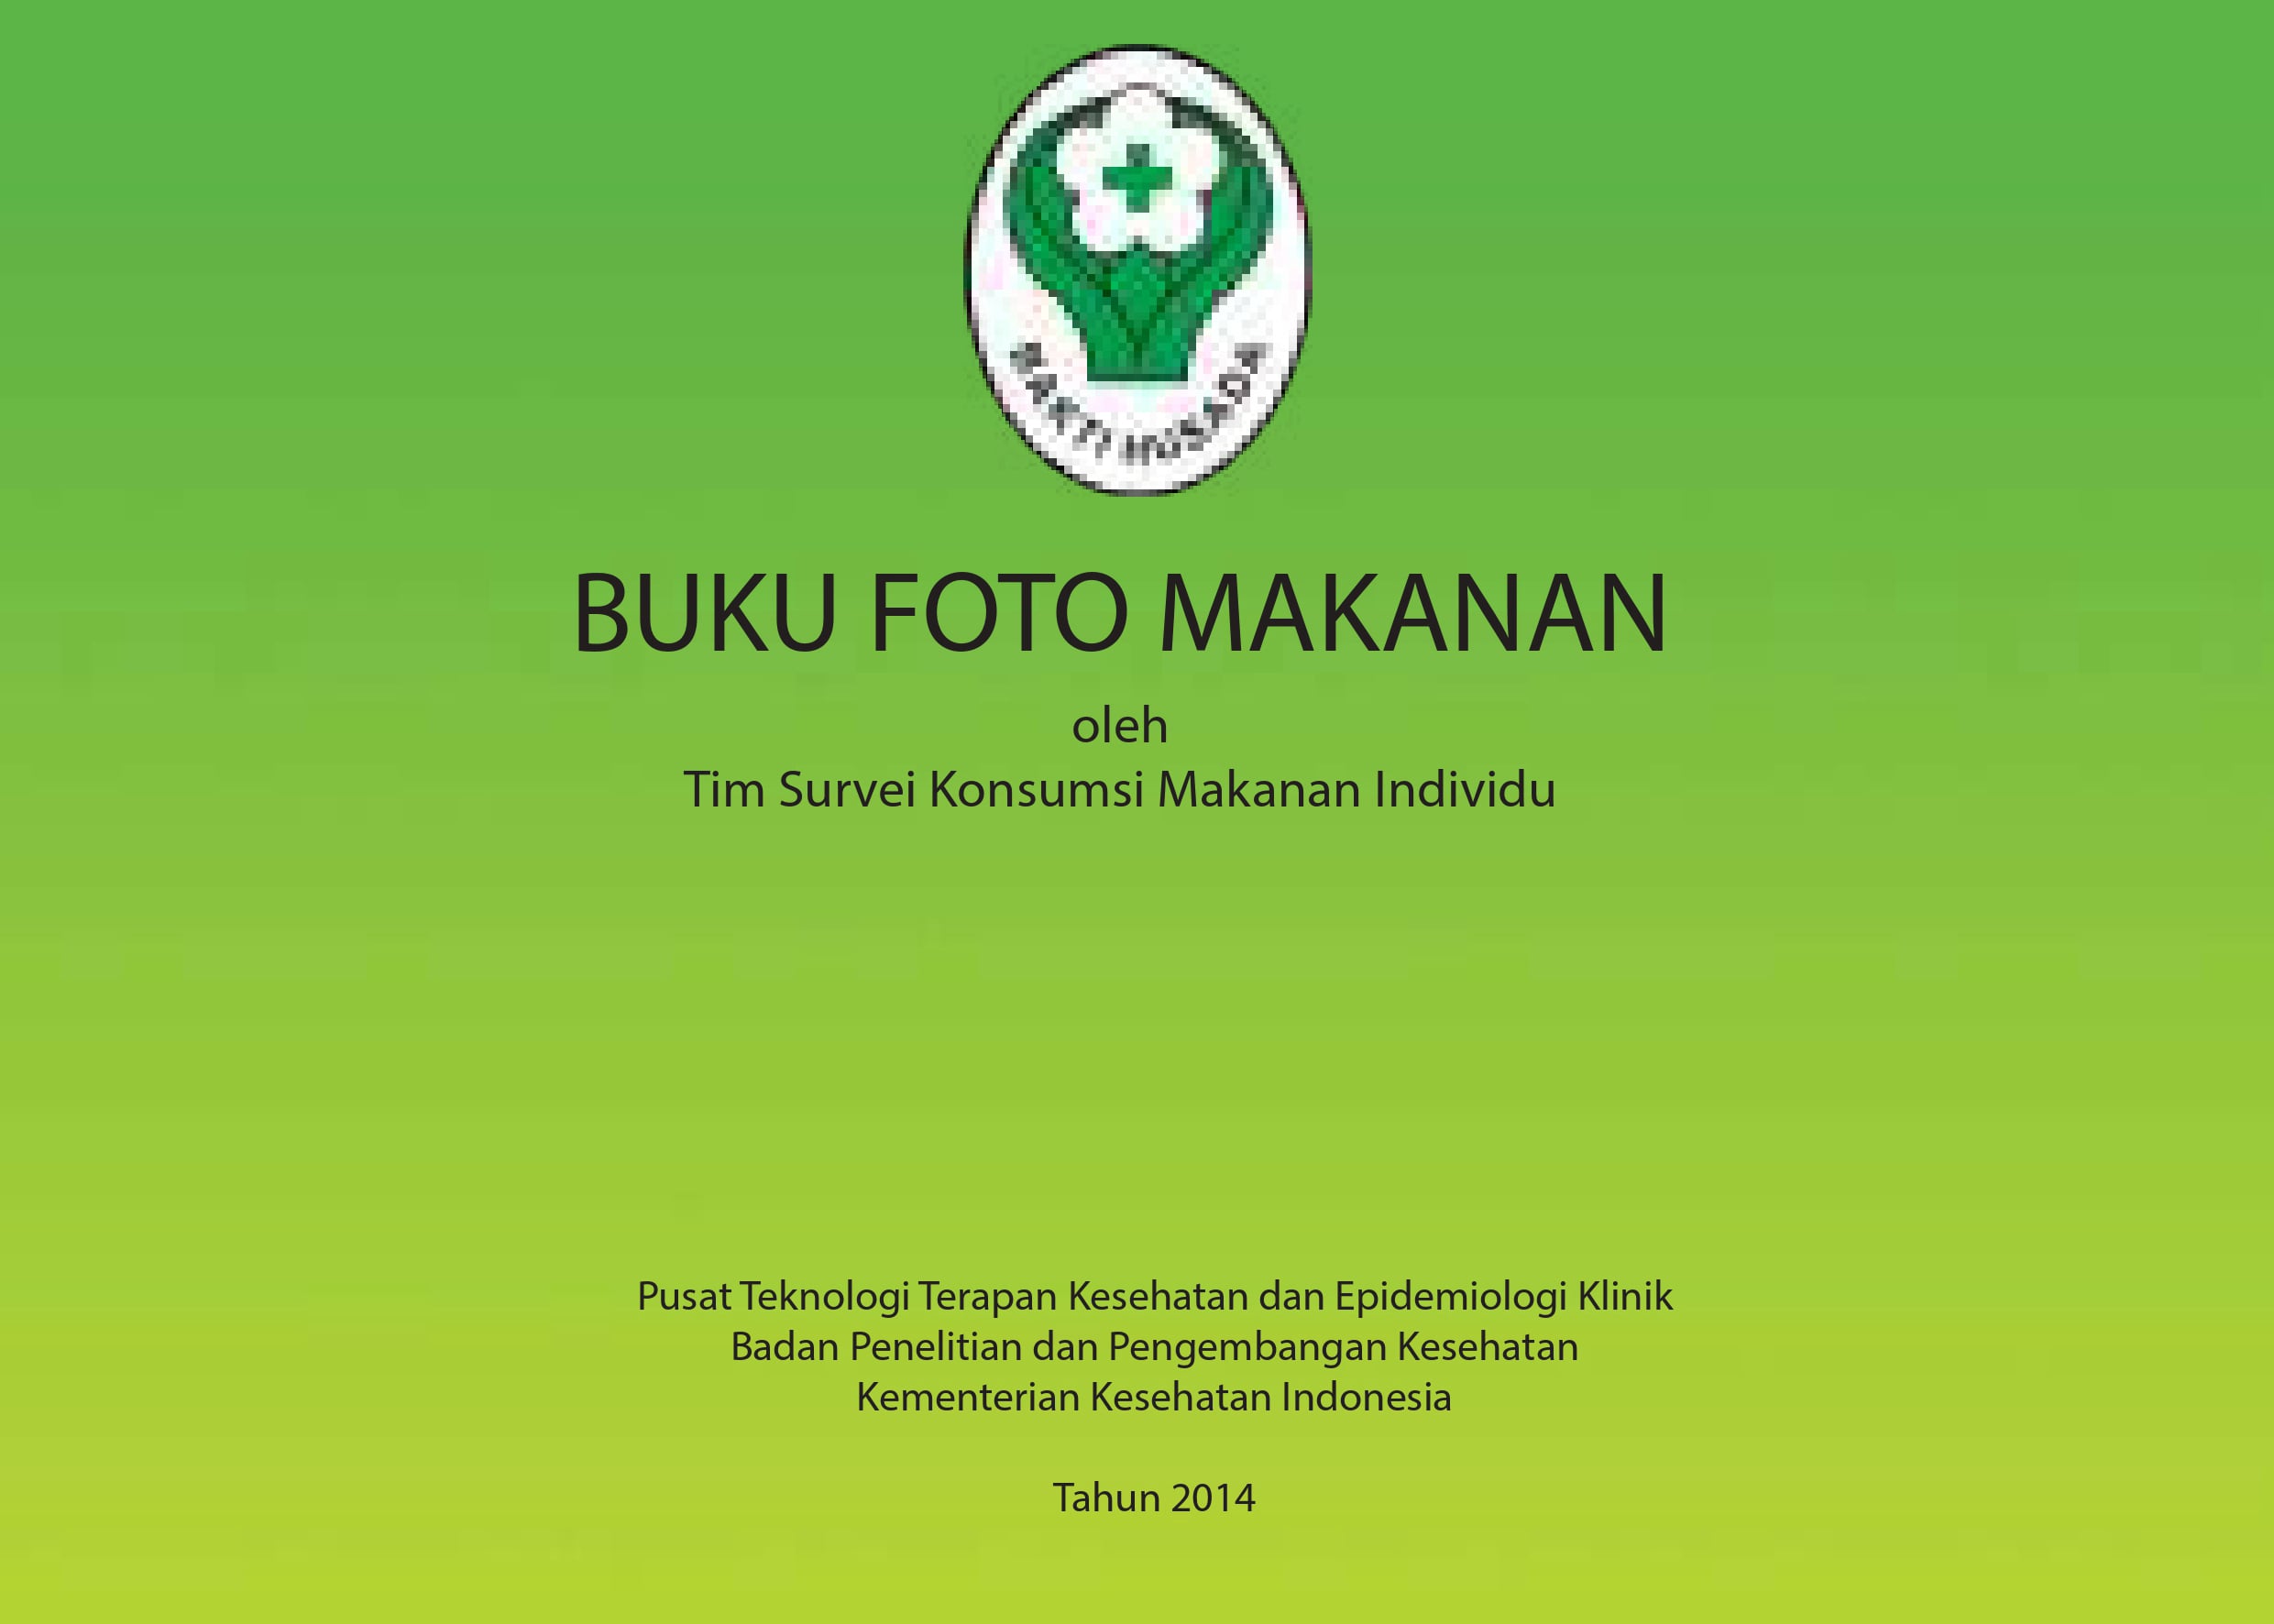 BAKTI HUSADA
BUKU FOTO MAKANAN
oleh
Tim Survei Konsumsi Makanan Individu
Pusat Teknologi Terapan Kesehatan dan Epidemiologi Klinik
Badan Penelitian dan Pengembangan Kesehatan
Kementerian Kesehatan Indonesia
Tahun 2014